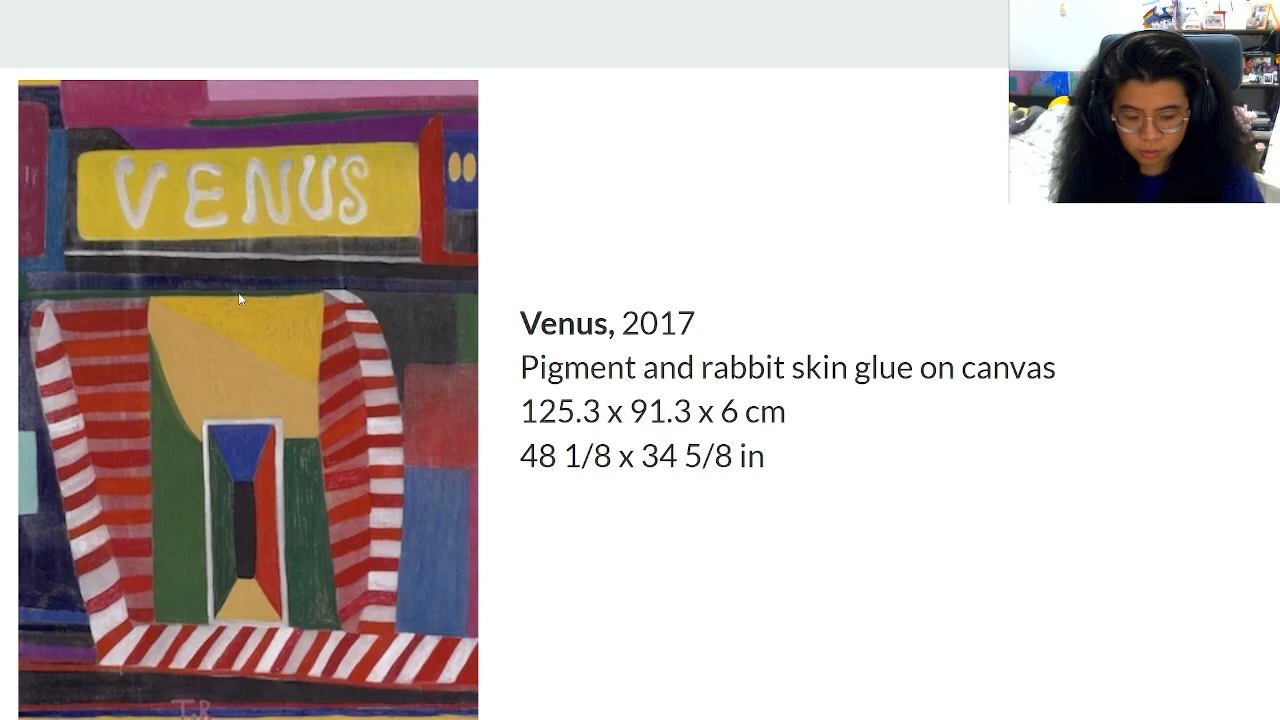 VENUS
T.R
Venus, 2017
Pigment and rabbit skin glue on canvas
125.3 x 91.3 x 6 cm
48 1/8 x 34 5/8 in